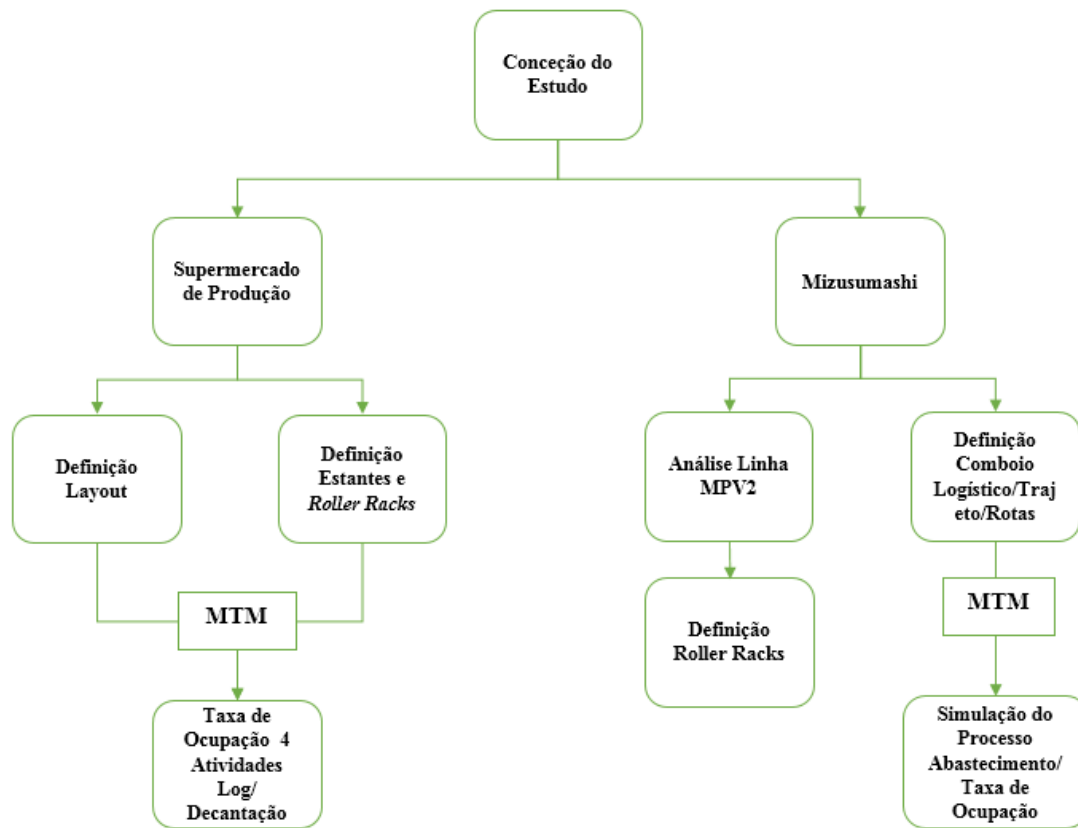 Conceção do
Estudo
Supermercado
de Produção
Mizusumashi
Definição
Layout
Definição
Estantes e
Roller Racks
Análise Linha
MPV2
Definição
Comboio
Logístico/Traj
eto/Rotas
MTM
MTM
Definição
Roller Racks
Taxa de
Ocupação 4
Atividades
Log/
Decantação
Simulação do
Processo
Abastecimento/
Taxa de
Ocupação